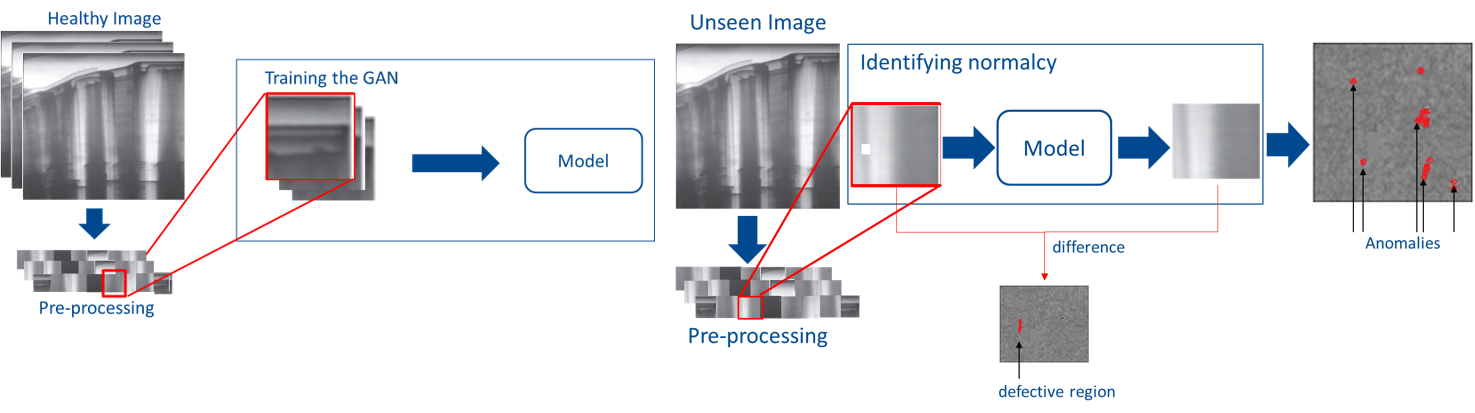 Healthy Image
Training the GAN
Model
Pre-processing
Unseen Image
Identifying normalcy
Model
Anomalies
difference
Pre-processing
defective region